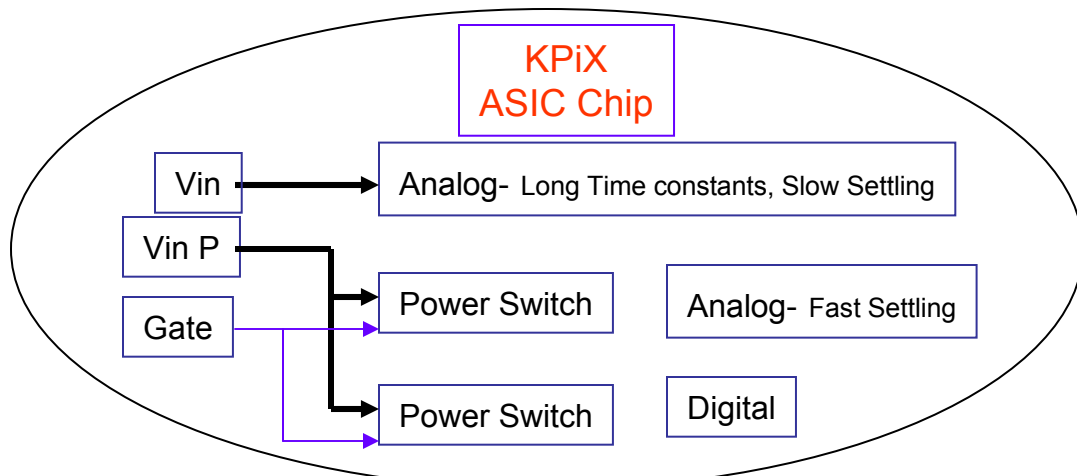 KPiX
ASIC Chip
Vin
Analog- Long Time constants, Slow Settling
Vin P
Power Switch
Analog- Fast Settling
Gate
Power Switch
Digital